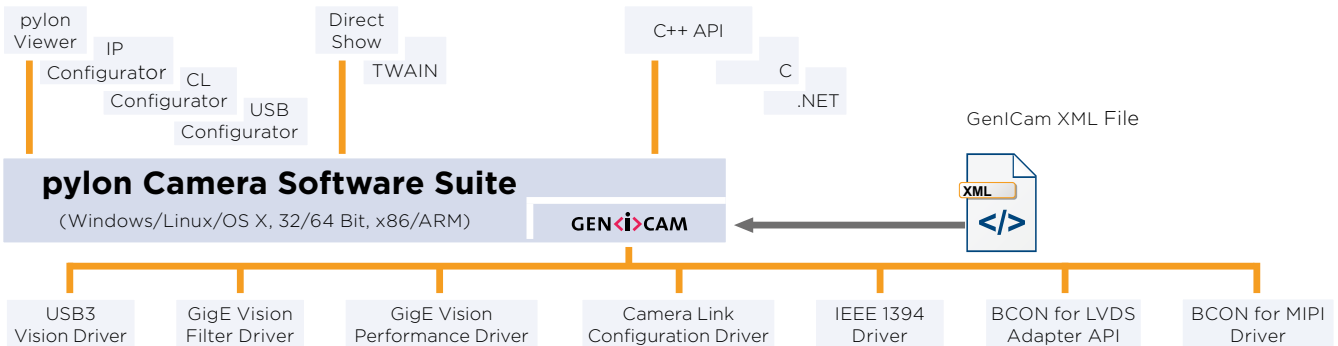 pylon
Viewer
IP
Configurator
CL
Configurator
USB
Configurator
Direct
Show
TWAIN
C++ API
C
.NET
GenICam XML File
XML
</>
pylon Camera Software Suite
(Windows/Linux/OS X, 32/64 Bit, x86/ARM)
GEN<i>CAM
USB3
Vision Driver
GigE Vision
Filter Driver
GigE Vision
Performance Driver
Camera Link
Configuration Driver
IEEE 1394
Driver
BCON for LVDS
Adapter API
BCON for MIPI
Driver